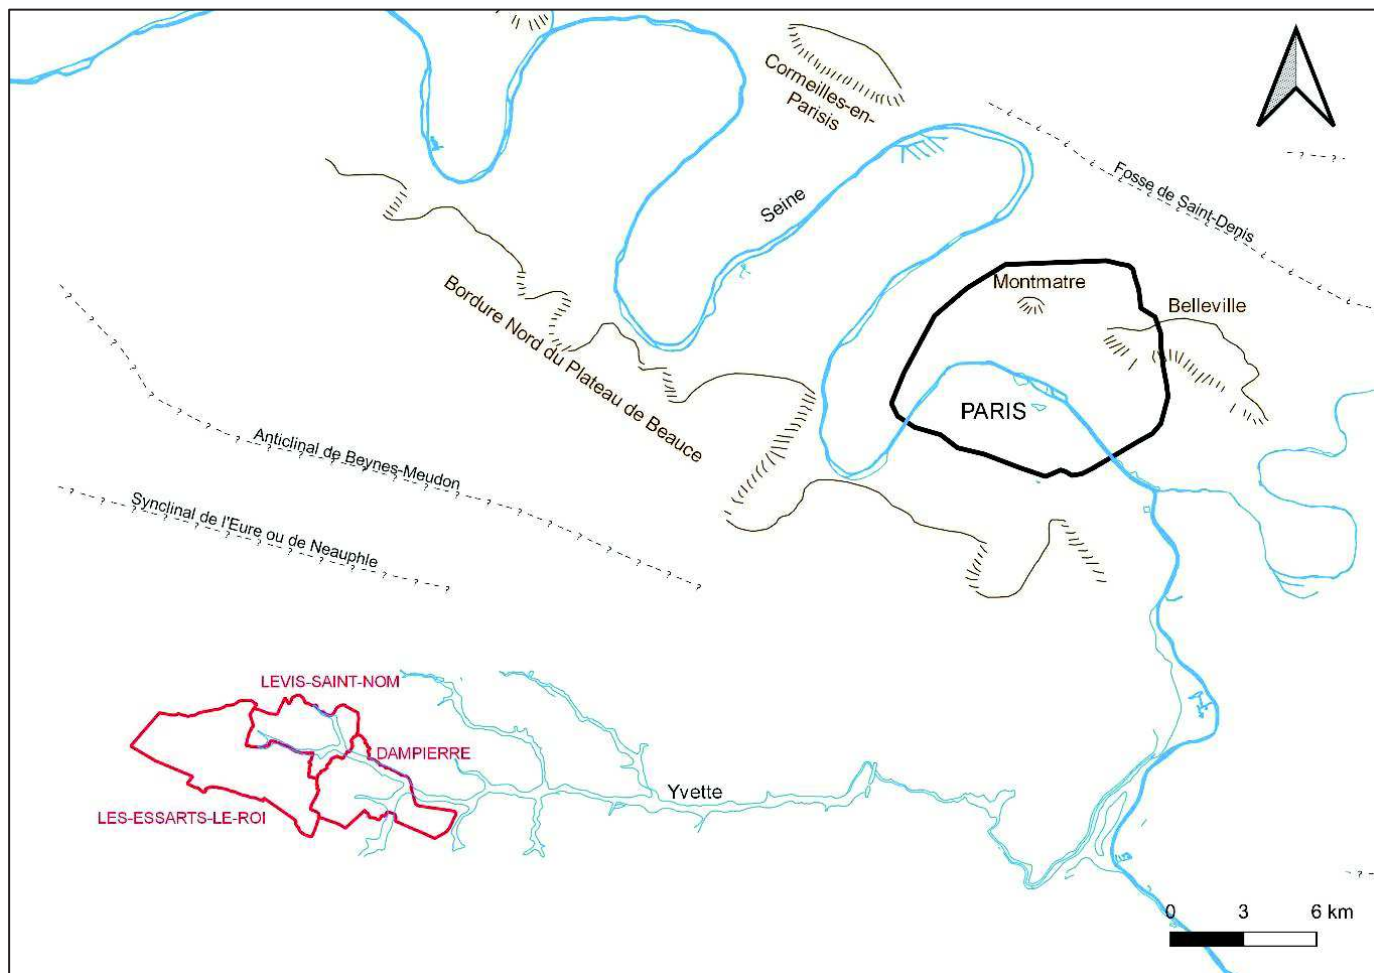 Cormeilles-en-
Parisis
Fosse de Saint-Denis
? ?
Seine
Montmatre
Belleville
Bordure Nord du Plateau de Beauce
PARIS
Anticlinal de Beynes-Meudon
Synclinal de l'Eure ou de Neauphle
LEVIS-SAINT-NOM
DAMPIERRE
Yvette
LES-ESSARTS-LE-ROI
0 3 6 km